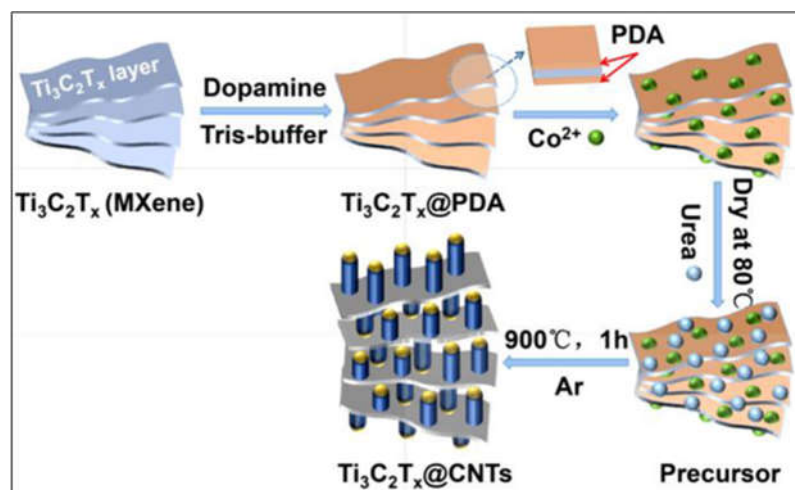 Ti₃C₂Tₓ layer
Dopamine
Tris-buffer
PDA
Co²⁺
Ti₃C₂Tₓ (MXene)
Ti₃C₂Tₓ@PDA
Dry at 80℃
Urea
900℃, 1h
Ar
Ti₃C₂Tₓ@CNTs
Precursor